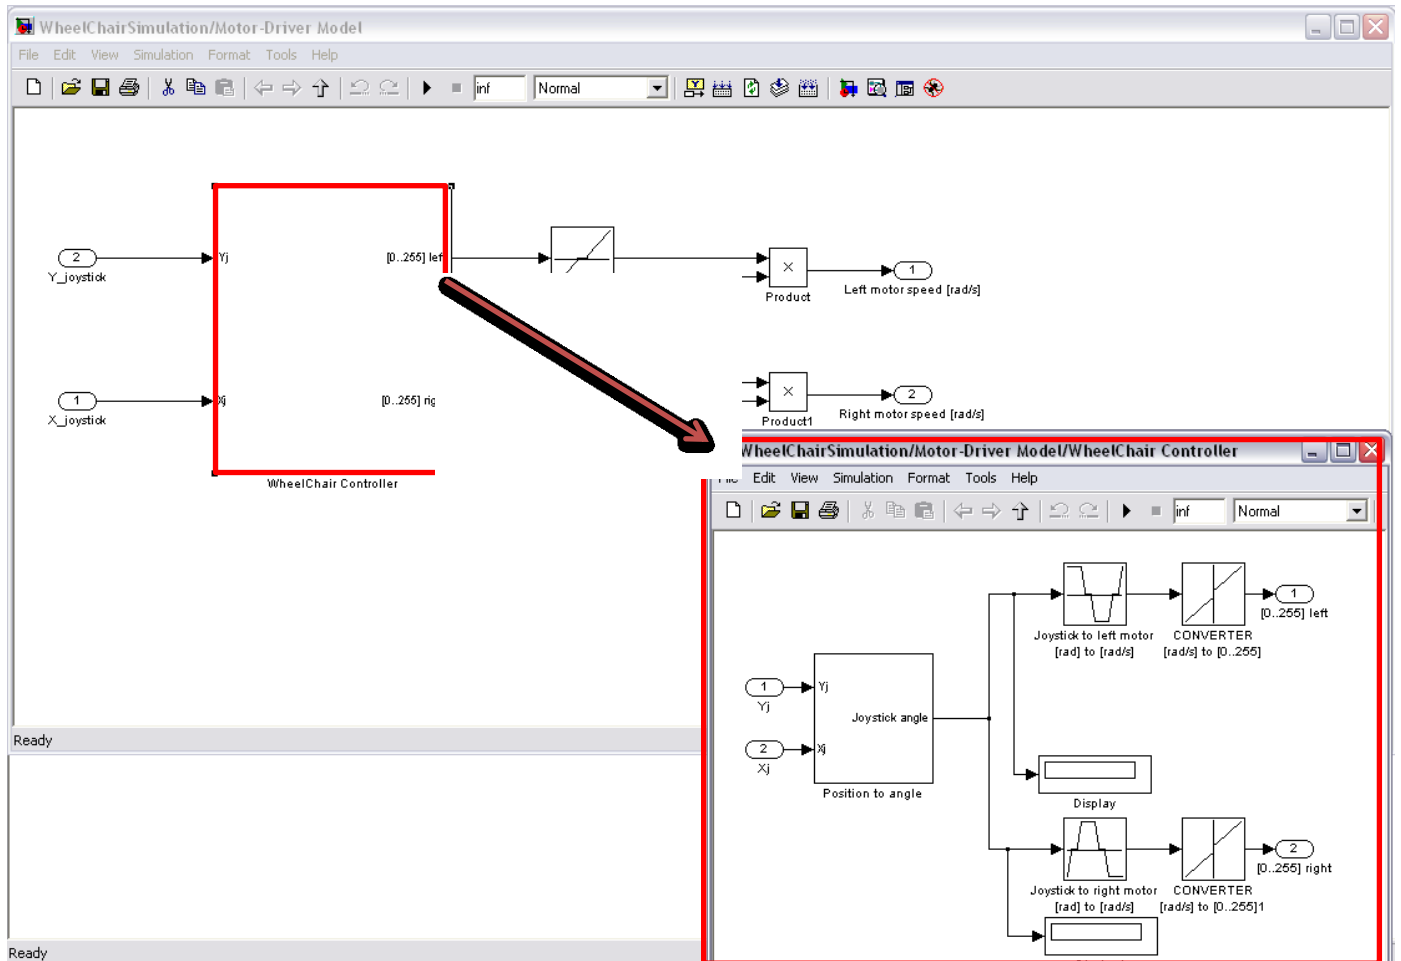 WheelChairSimulation/Motor-Driver Model
File Edit View Simulation Format Tools Help
inf Normal
2
Y_joystick
Yj
[0..255] lef
Product
1
Left motor speed [rad/s]
1
X_joystick
Xj
[0..255] rig
WheelChair Controller
Product1
2
Right motor speed [rad/s]
Ready
Ready
WheelChairSimulation/Motor-Driver Model/WheelChair Controller
Edit View Simulation Format Tools Help
inf Normal
1
Yj
2
Xj
Yj
Joystick angle
Xj
Position to angle
Joystick to left motor
[rad] to [rad/s]
CONVERTER
[rad/s] to [0..255]
1
[0..255] left
Display
Joystick to right motor
[rad] to [rad/s]
CONVERTER
[rad/s] to [0..255]1
2
[0..255] right